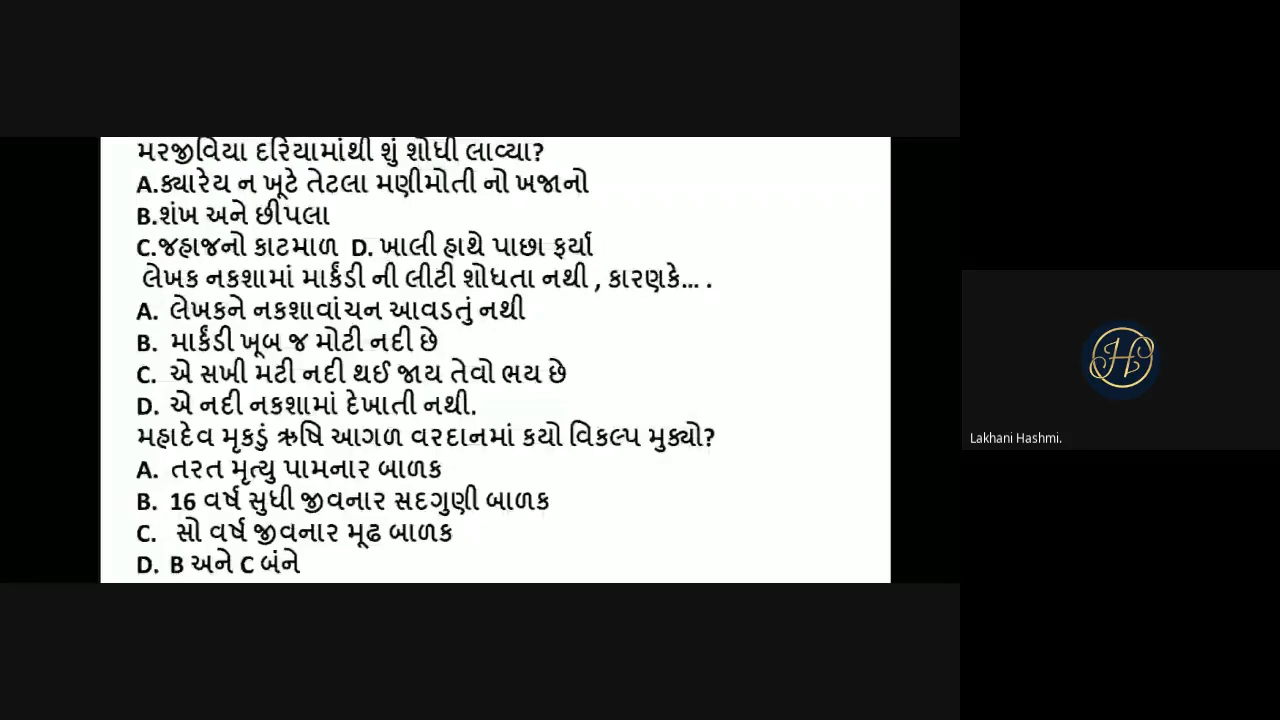 મરજીવિયા દરિયામાંથી શું શોધી લાવ્યા?
A.ક્યારેય ન ખૂટે તેટલા મણીમોતી નો ખજાનો
B.શંખ અને છીપલા
C.જહાજનો કાટમાળ  D. ખાલી હાથે પાછા ફર્યા
લેખક નકશામાં માર્કંડી ની લીટી શોધતા નથી , કારણકે... .
A.  લેખકને નકશાવાંચન આવડતું નથી
B.  માર્કંડી ખૂબ જ મોટી નદી છે
C.  એ સખી મટી નદી થઈ જાય તેવો ભય છે
D.  એ નદી નકશામાં દેખાતી નથી.
મહાદેવ મૃકડું ઋષિ આગળ વરદાનમાં કયો વિકલ્પ મુક્યો?
A.  તરત મૃત્યુ પામનાર બાળક
B.  16 વર્ષ સુધી જીવનાર સદગુણી બાળક
C.  સો વર્ષ જીવનાર મૂઢ બાળક
D.  B અને C બંને
H
Lakhani Hashmi.